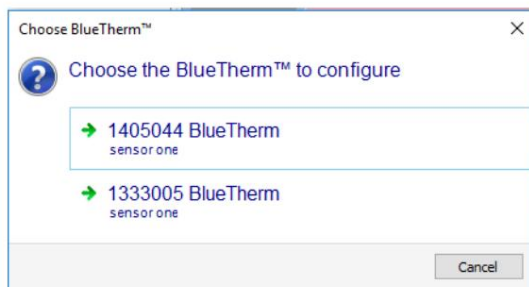 Choose BlueTherm™
Choose the BlueTherm™ to configure
1405044 BlueTherm
sensor one
1333005 BlueTherm
sensor one
Cancel